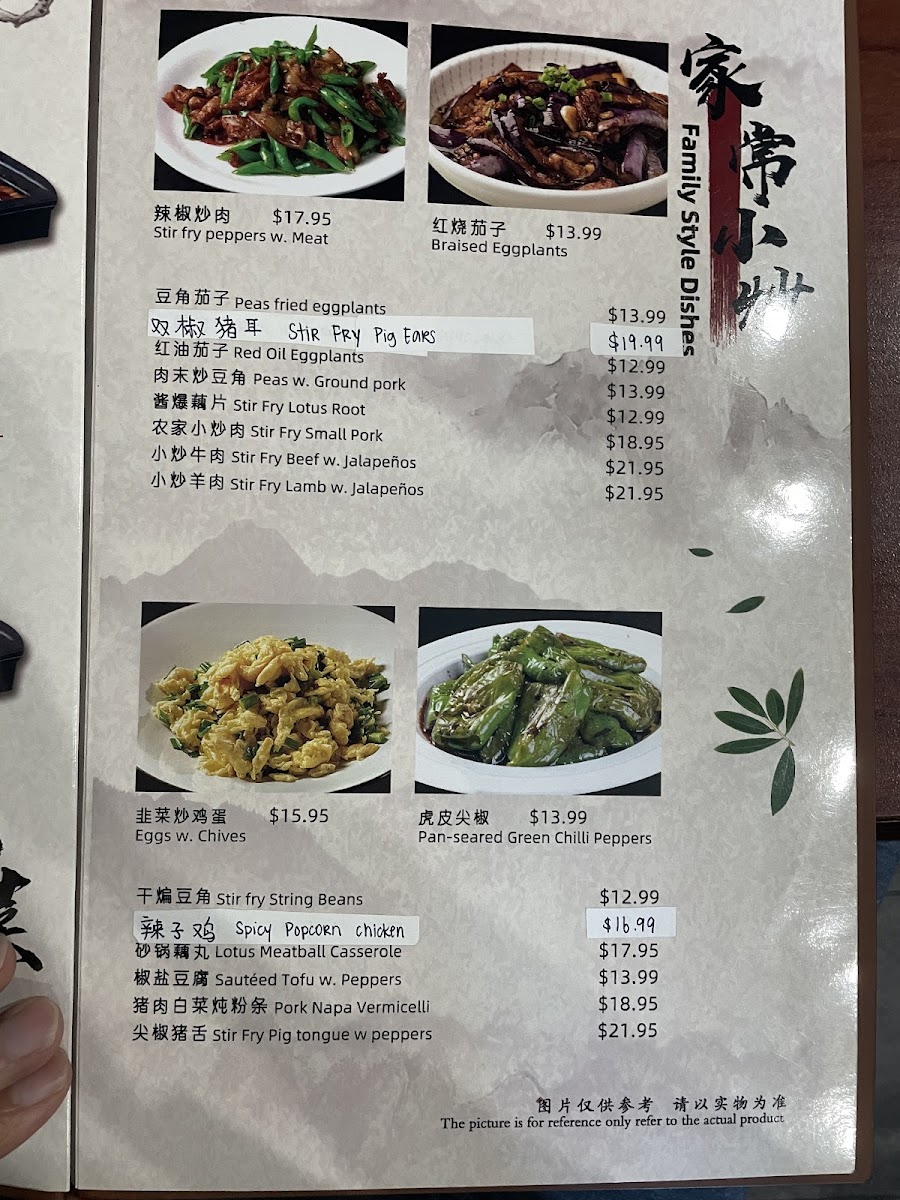 家常小炒
Family Style Dishes
辣椒炒肉 $17.95
Stir fry peppers w. Meat
红烧茄子 $13.99
Braised Eggplants
豆角茄子 Peas fried eggplants $13.99
双椒猪耳 Stir Fry Pig Ears $19.99
红油茄子 Red Oil Eggplants $12.99
肉末炒豆角 Peas w. Ground pork $13.99
酱爆藕片 Stir Fry Lotus Root $12.99
农家小炒肉 Stir Fry Small Pork $18.95
小炒牛肉 Stir Fry Beef w. Jalapeños $21.95
小炒羊肉 Stir Fry Lamb w. Jalapeños $21.95
韭菜炒鸡蛋 $15.95
Eggs w. Chives
虎皮尖椒 $13.99
Pan-seared Green Chilli Peppers
干煸豆角 Stir fry String Beans $12.99
辣子鸡 Spicy Popcorn chicken $16.99
砂锅藕丸 Lotus Meatball Casserole $17.95
椒盐豆腐 Sautéed Tofu w. Peppers $13.99
猪肉白菜炖粉条 Pork Napa Vermicelli $18.95
尖椒猪舌 Stir Fry Pig tongue w peppers $21.95
图片仅供参考 请以实物为准
The picture is for reference only refer to the actual product